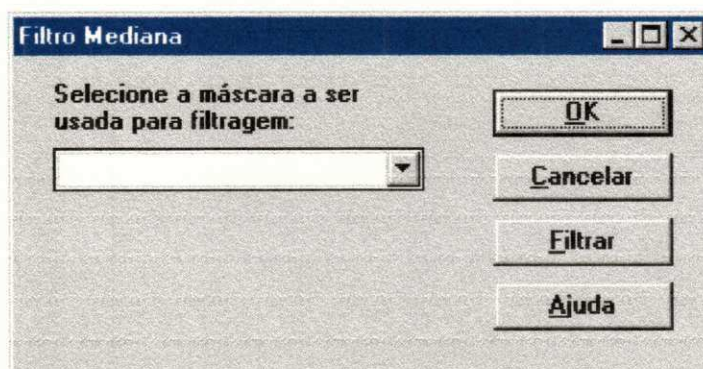 Filtro Mediana
Selecione a máscara a ser
usada para filtragem:
OK
Cancelar
Filtrar
Ajuda